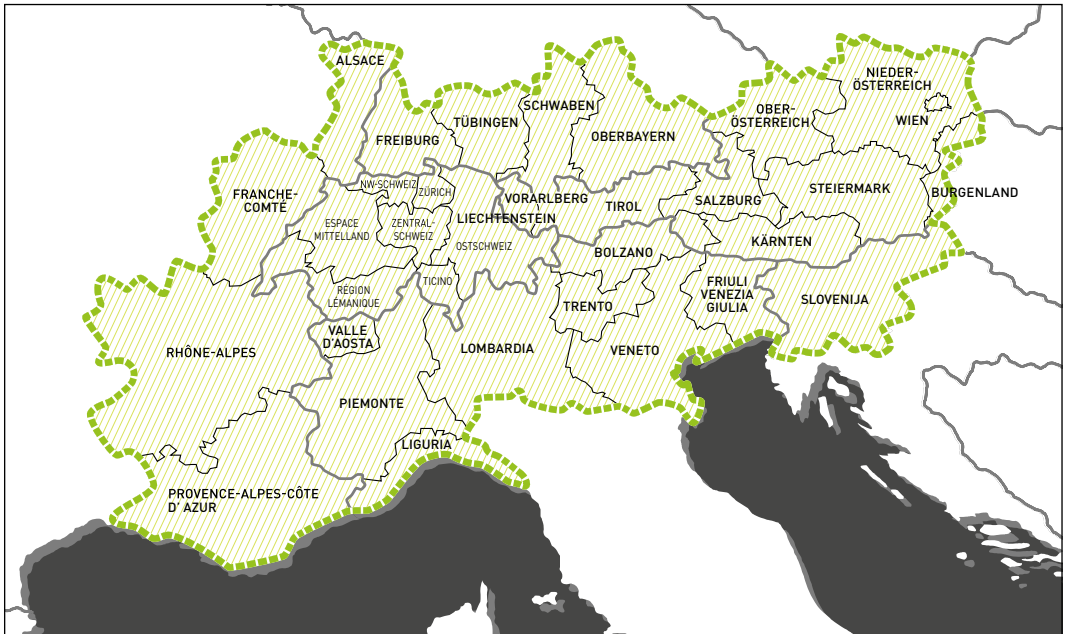 ALSACE
NIEDER-
ÖSTERREICH
SCHWABEN
OBER-
ÖSTERREICH
TÜBINGEN
WIEN
OBERBAYERN
FREIBURG
NW-SCHWEIZ
ZÜRICH
STEIERMARK
BURGENLAND
FRANCHE-
COMTÉ
VORARLBERG
TIROL
SALZBURG
LIECHTENSTEIN
ESPACE
MITTELLAND
ZENTRAL-
SCHWEIZ
OSTSCHWEIZ
KÄRNTEN
BOLZANO
TICINO
RÉGION
LÉMANIQUE
FRIULI
VENEZIA
GIULIA
SLOVENIJA
TRENTO
VALLE
D'AOSTA
RHÔNE-ALPES
LOMBARDIA
VENETO
PIEMONTE
LIGURIA
PROVENCE-ALPES-CÔTE
D' AZUR